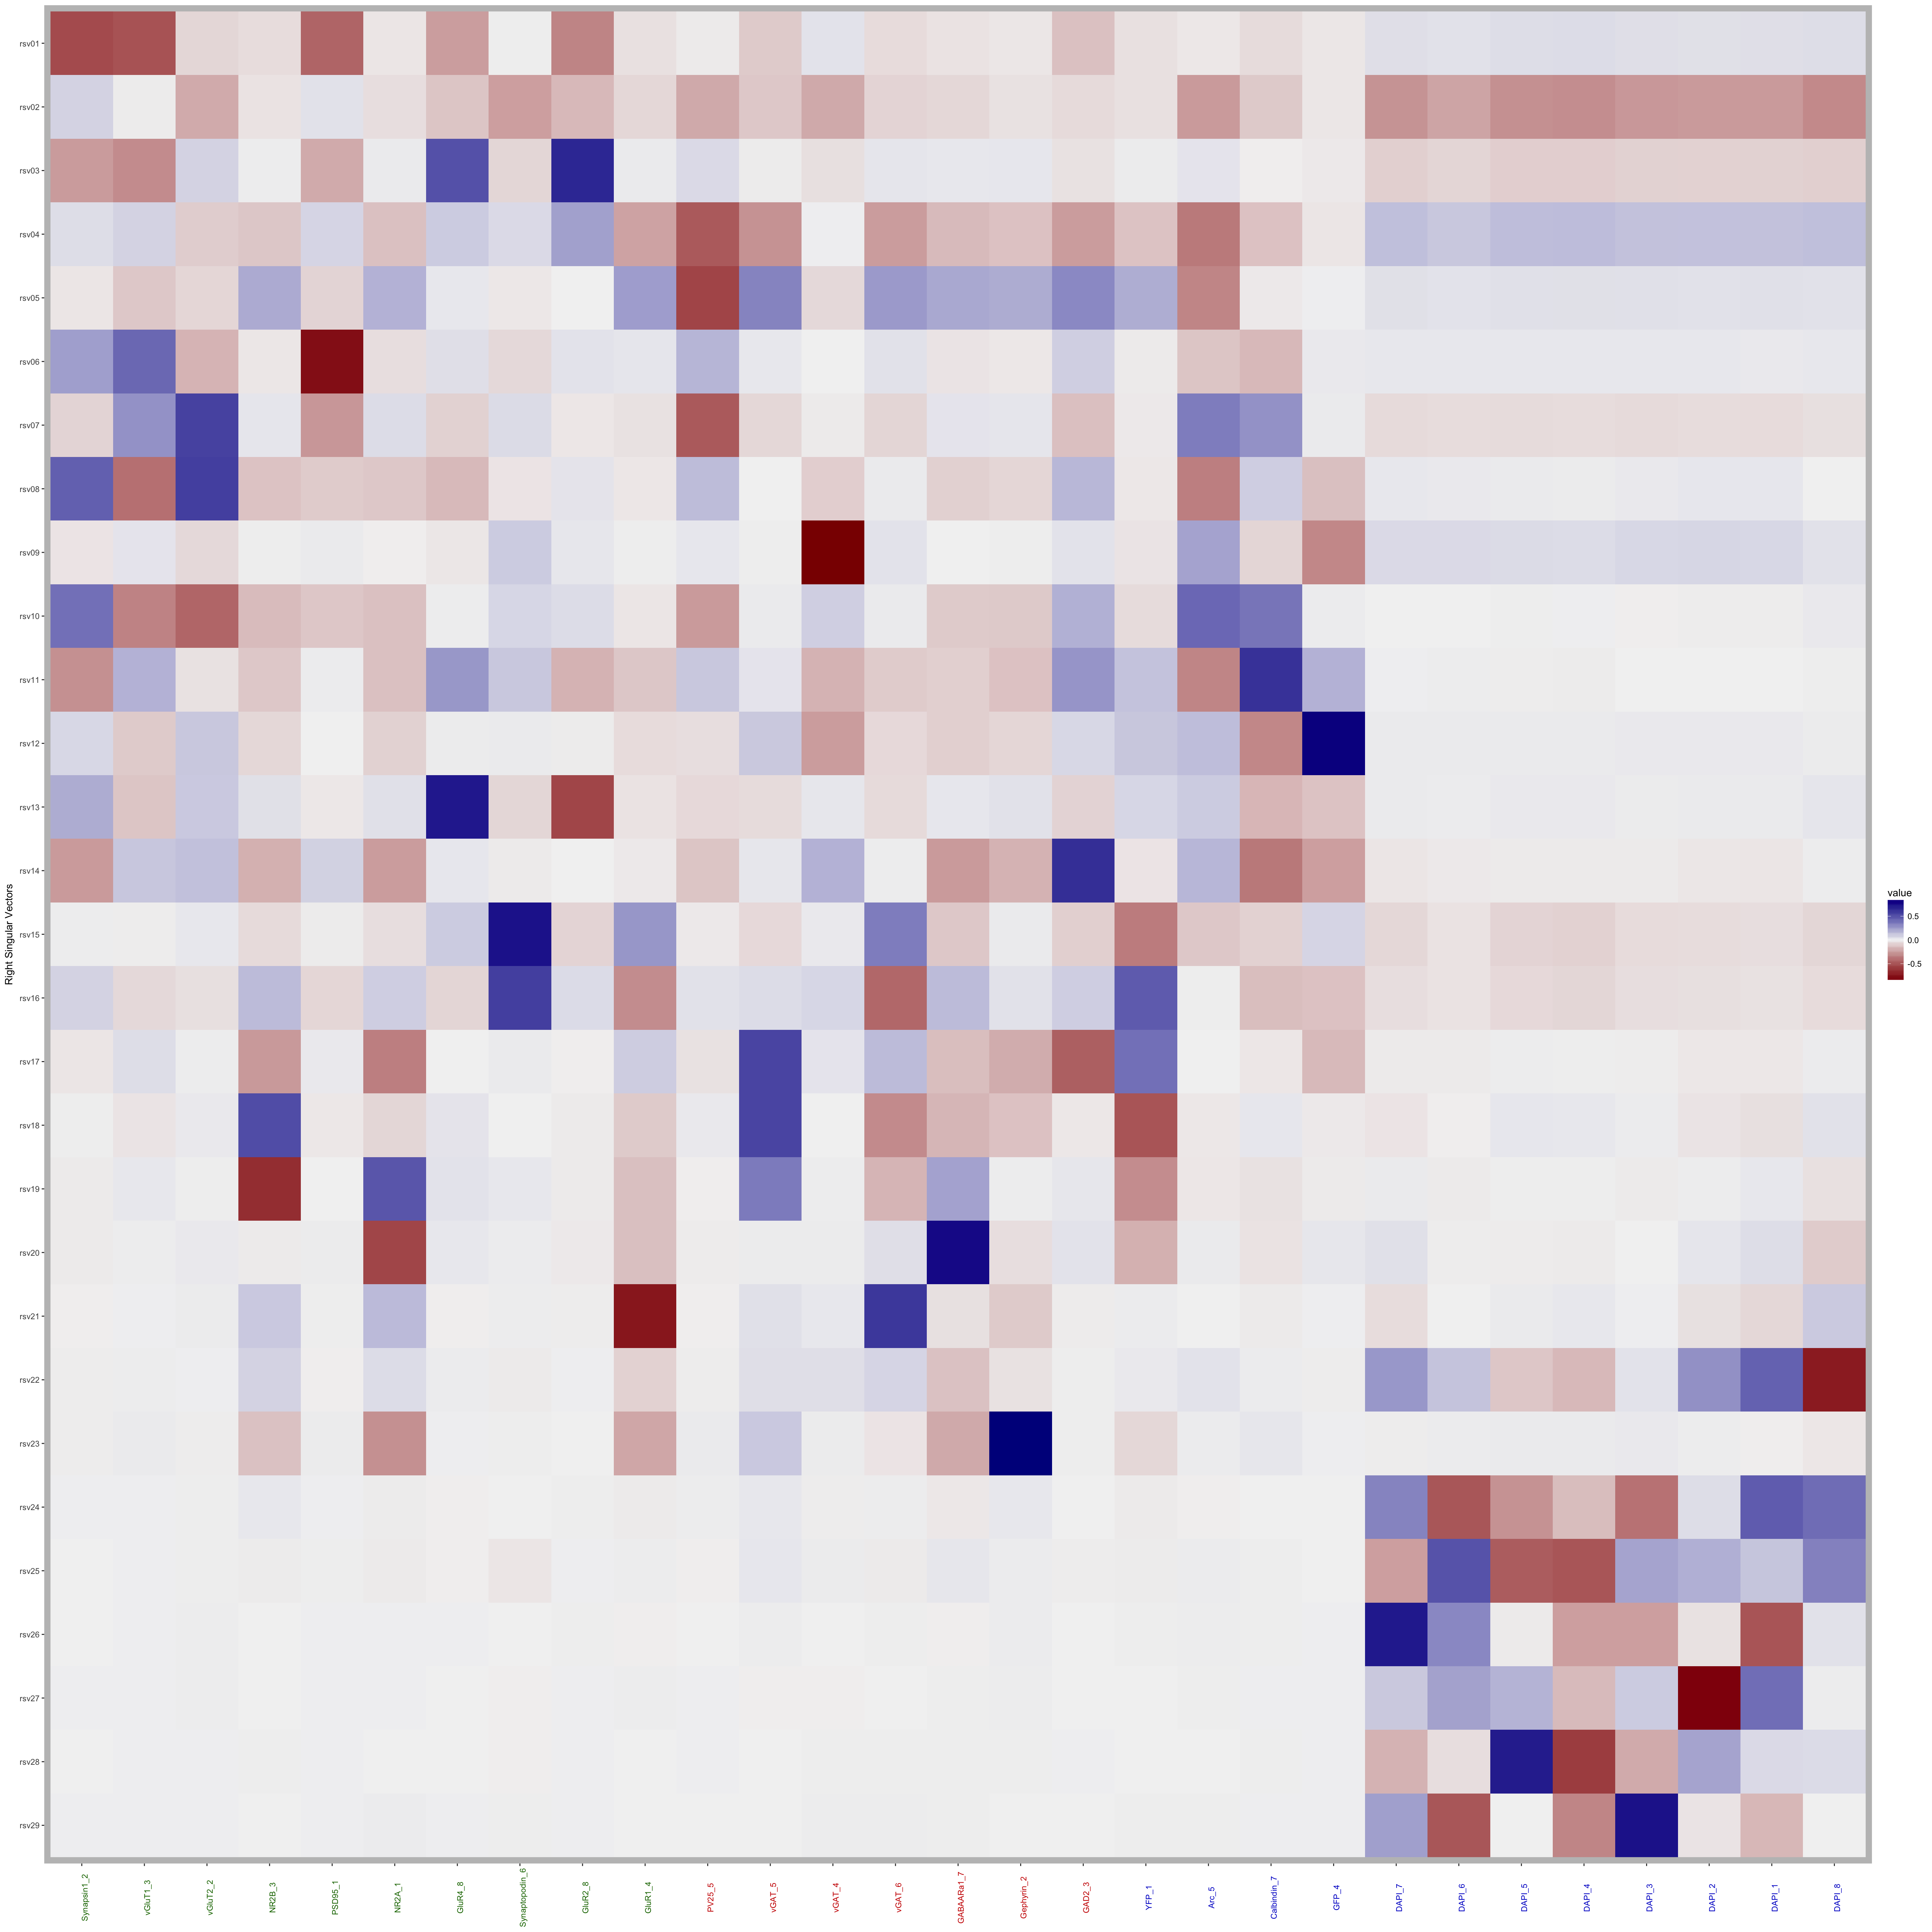 Right Singular Vectors
rsv01
rsv02
rsv03
rsv04
rsv05
rsv06
rsv07
rsv08
rsv09
rsv10
rsv11
rsv12
rsv13
rsv14
rsv15
rsv16
rsv17
rsv18
rsv19
rsv20
rsv21
rsv22
rsv23
rsv24
rsv25
rsv26
rsv27
rsv28
rsv29
Synapsin1_2
vGluT1_3
vGluT2_2
NR2B_3
PSD95_1
NR2A_1
GluR4_8
Synaptopodin_6
GluR2_8
GluR1_4
PV25_5
vGAT_5
vGAT_4
vGAT_6
GABAARa1_7
Gephyrin_2
GAD2_3
YFP_1
Arc_5
Calbindin_7
GFP_4
DAPI_7
DAPI_6
DAPI_5
DAPI_4
DAPI_3
DAPI_2
DAPI_1
DAPI_8
value
0.5
0.0
-0.5